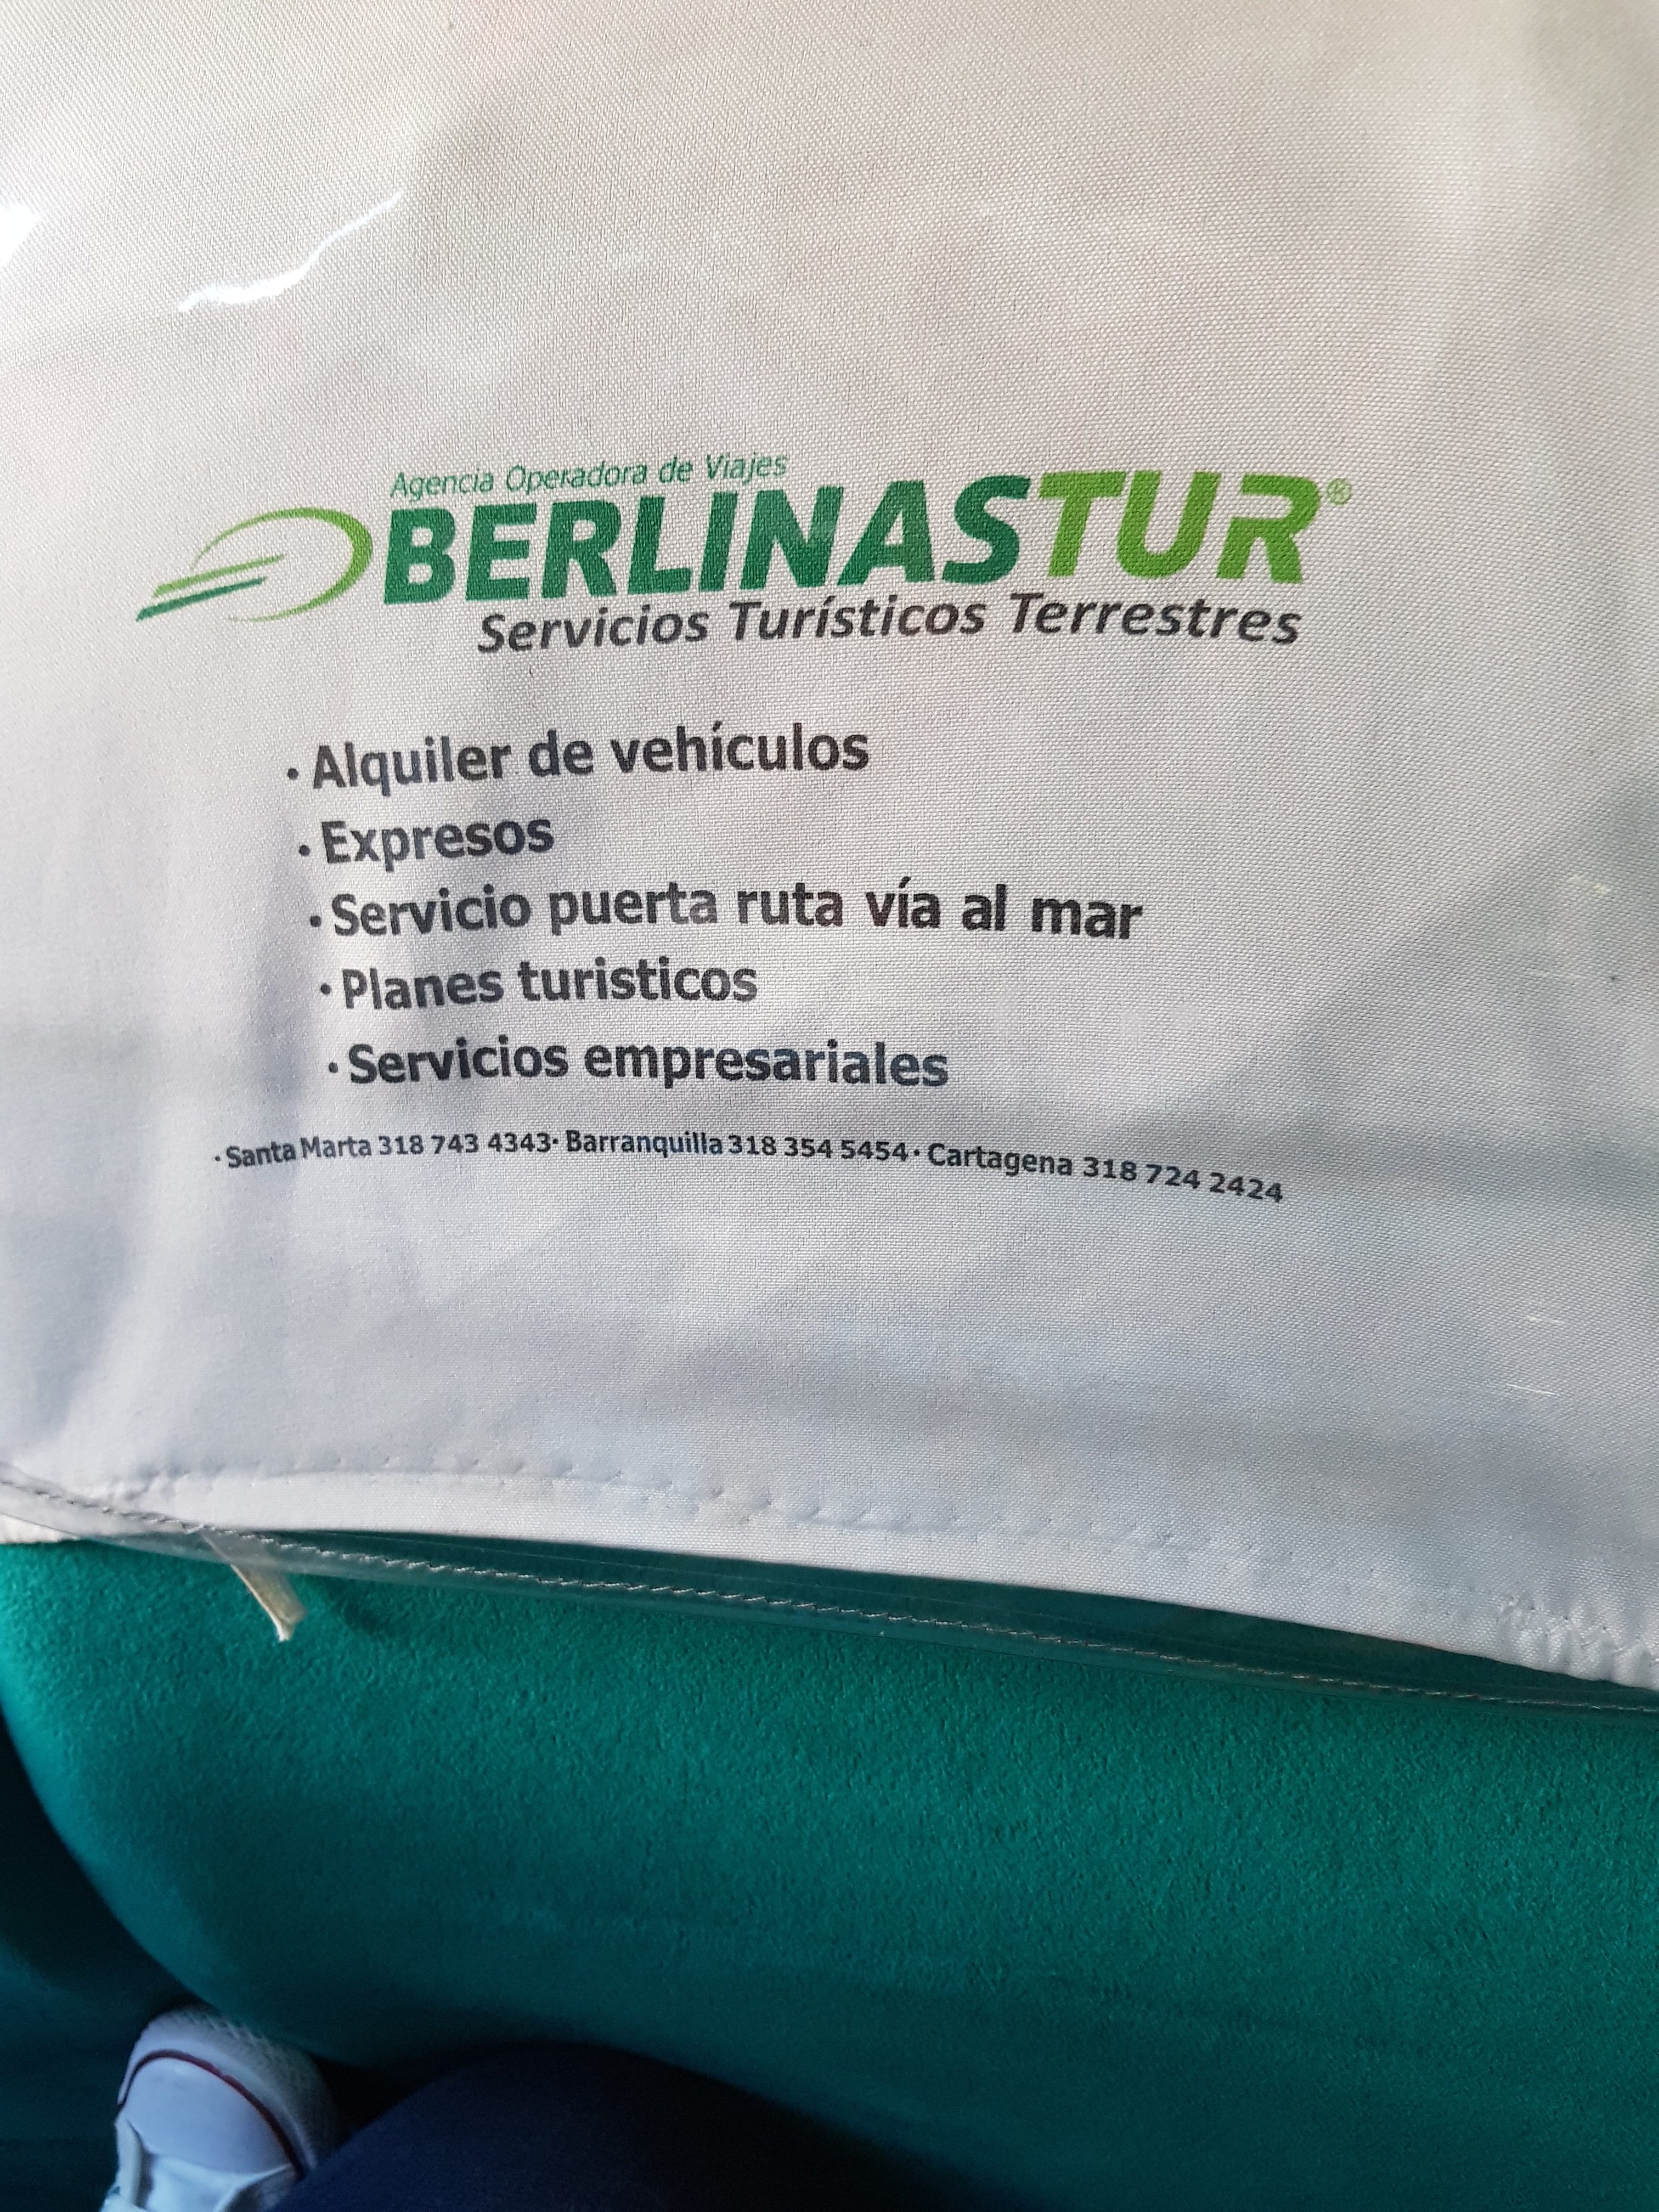 Agencia Operadora de Viajes
BERLINASTUR®
Servicios Turísticos Terrestres
· Alquiler de vehículos
· Expresos
· Servicio puerta ruta vía al mar
· Planes turisticos
· Servicios empresariales
· Santa Marta 318 743 4343· Barranquilla 318 354 5454· Cartagena 318 724 2424